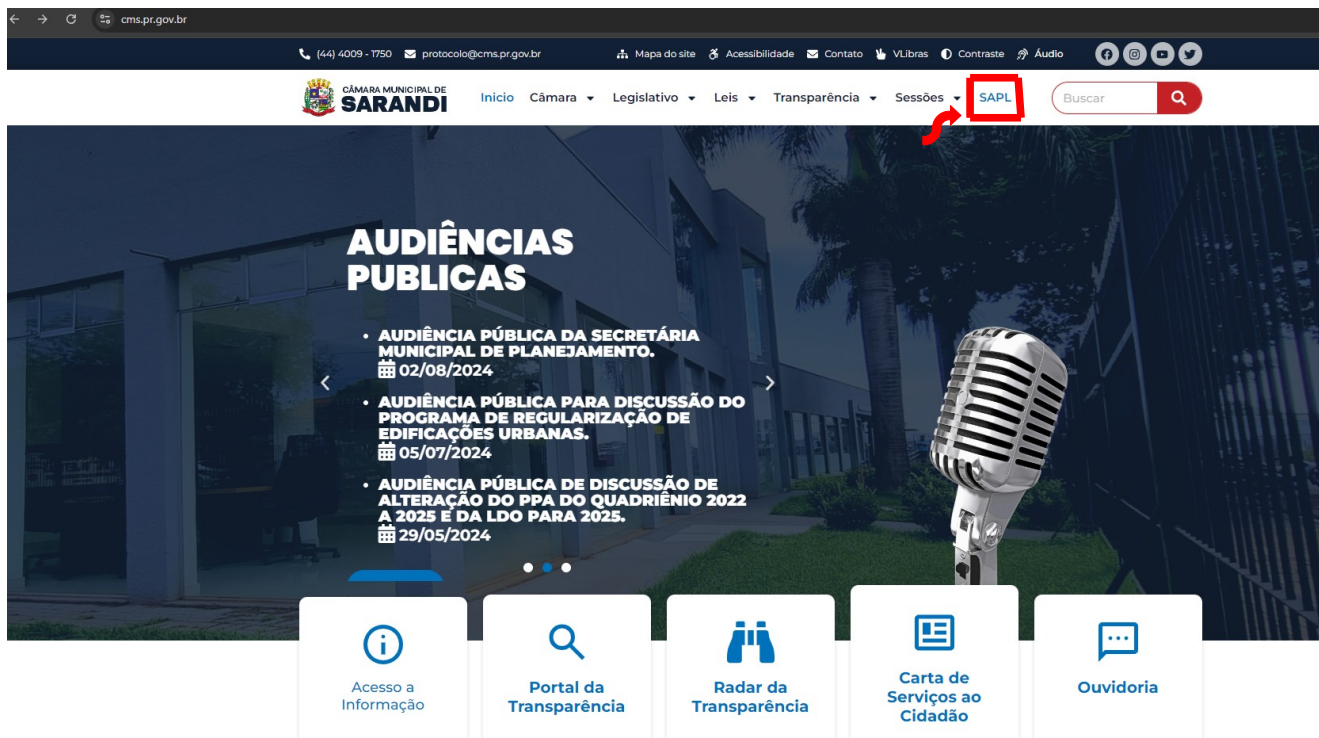 cms.pr.gov.br
(44) 4009 - 1750 protocolo@cms.pr.gov.br Mapa do site Acessibilidade Contato VLibras Contraste Áudio
CÂMARA MUNICIPAL DE
SARANDI
Inicio Câmara Legislativo Leis Transparência Sessões SAPL Buscar
AUDIÊNCIAS
PUBLICAS
• AUDIÊNCIA PÚBLICA DA SECRETÁRIA
MUNICIPAL DE PLANEJAMENTO.
02/08/2024
• AUDIÊNCIA PÚBLICA PARA DISCUSSÃO DO
PROGRAMA DE REGULARIZAÇÃO DE
EDIFICAÇÕES URBANAS.
05/07/2024
• AUDIÊNCIA PÚBLICA DE DISCUSSÃO DE
ALTERAÇÃO DO PPA DO QUADRIÊNIO 2022
A 2025 E DA LDO PARA 2025.
29/05/2024
Acesso a
Informação
Portal da
Transparência
Radar da
Transparência
Carta de
Serviços ao
Cidadão
Ouvidoria